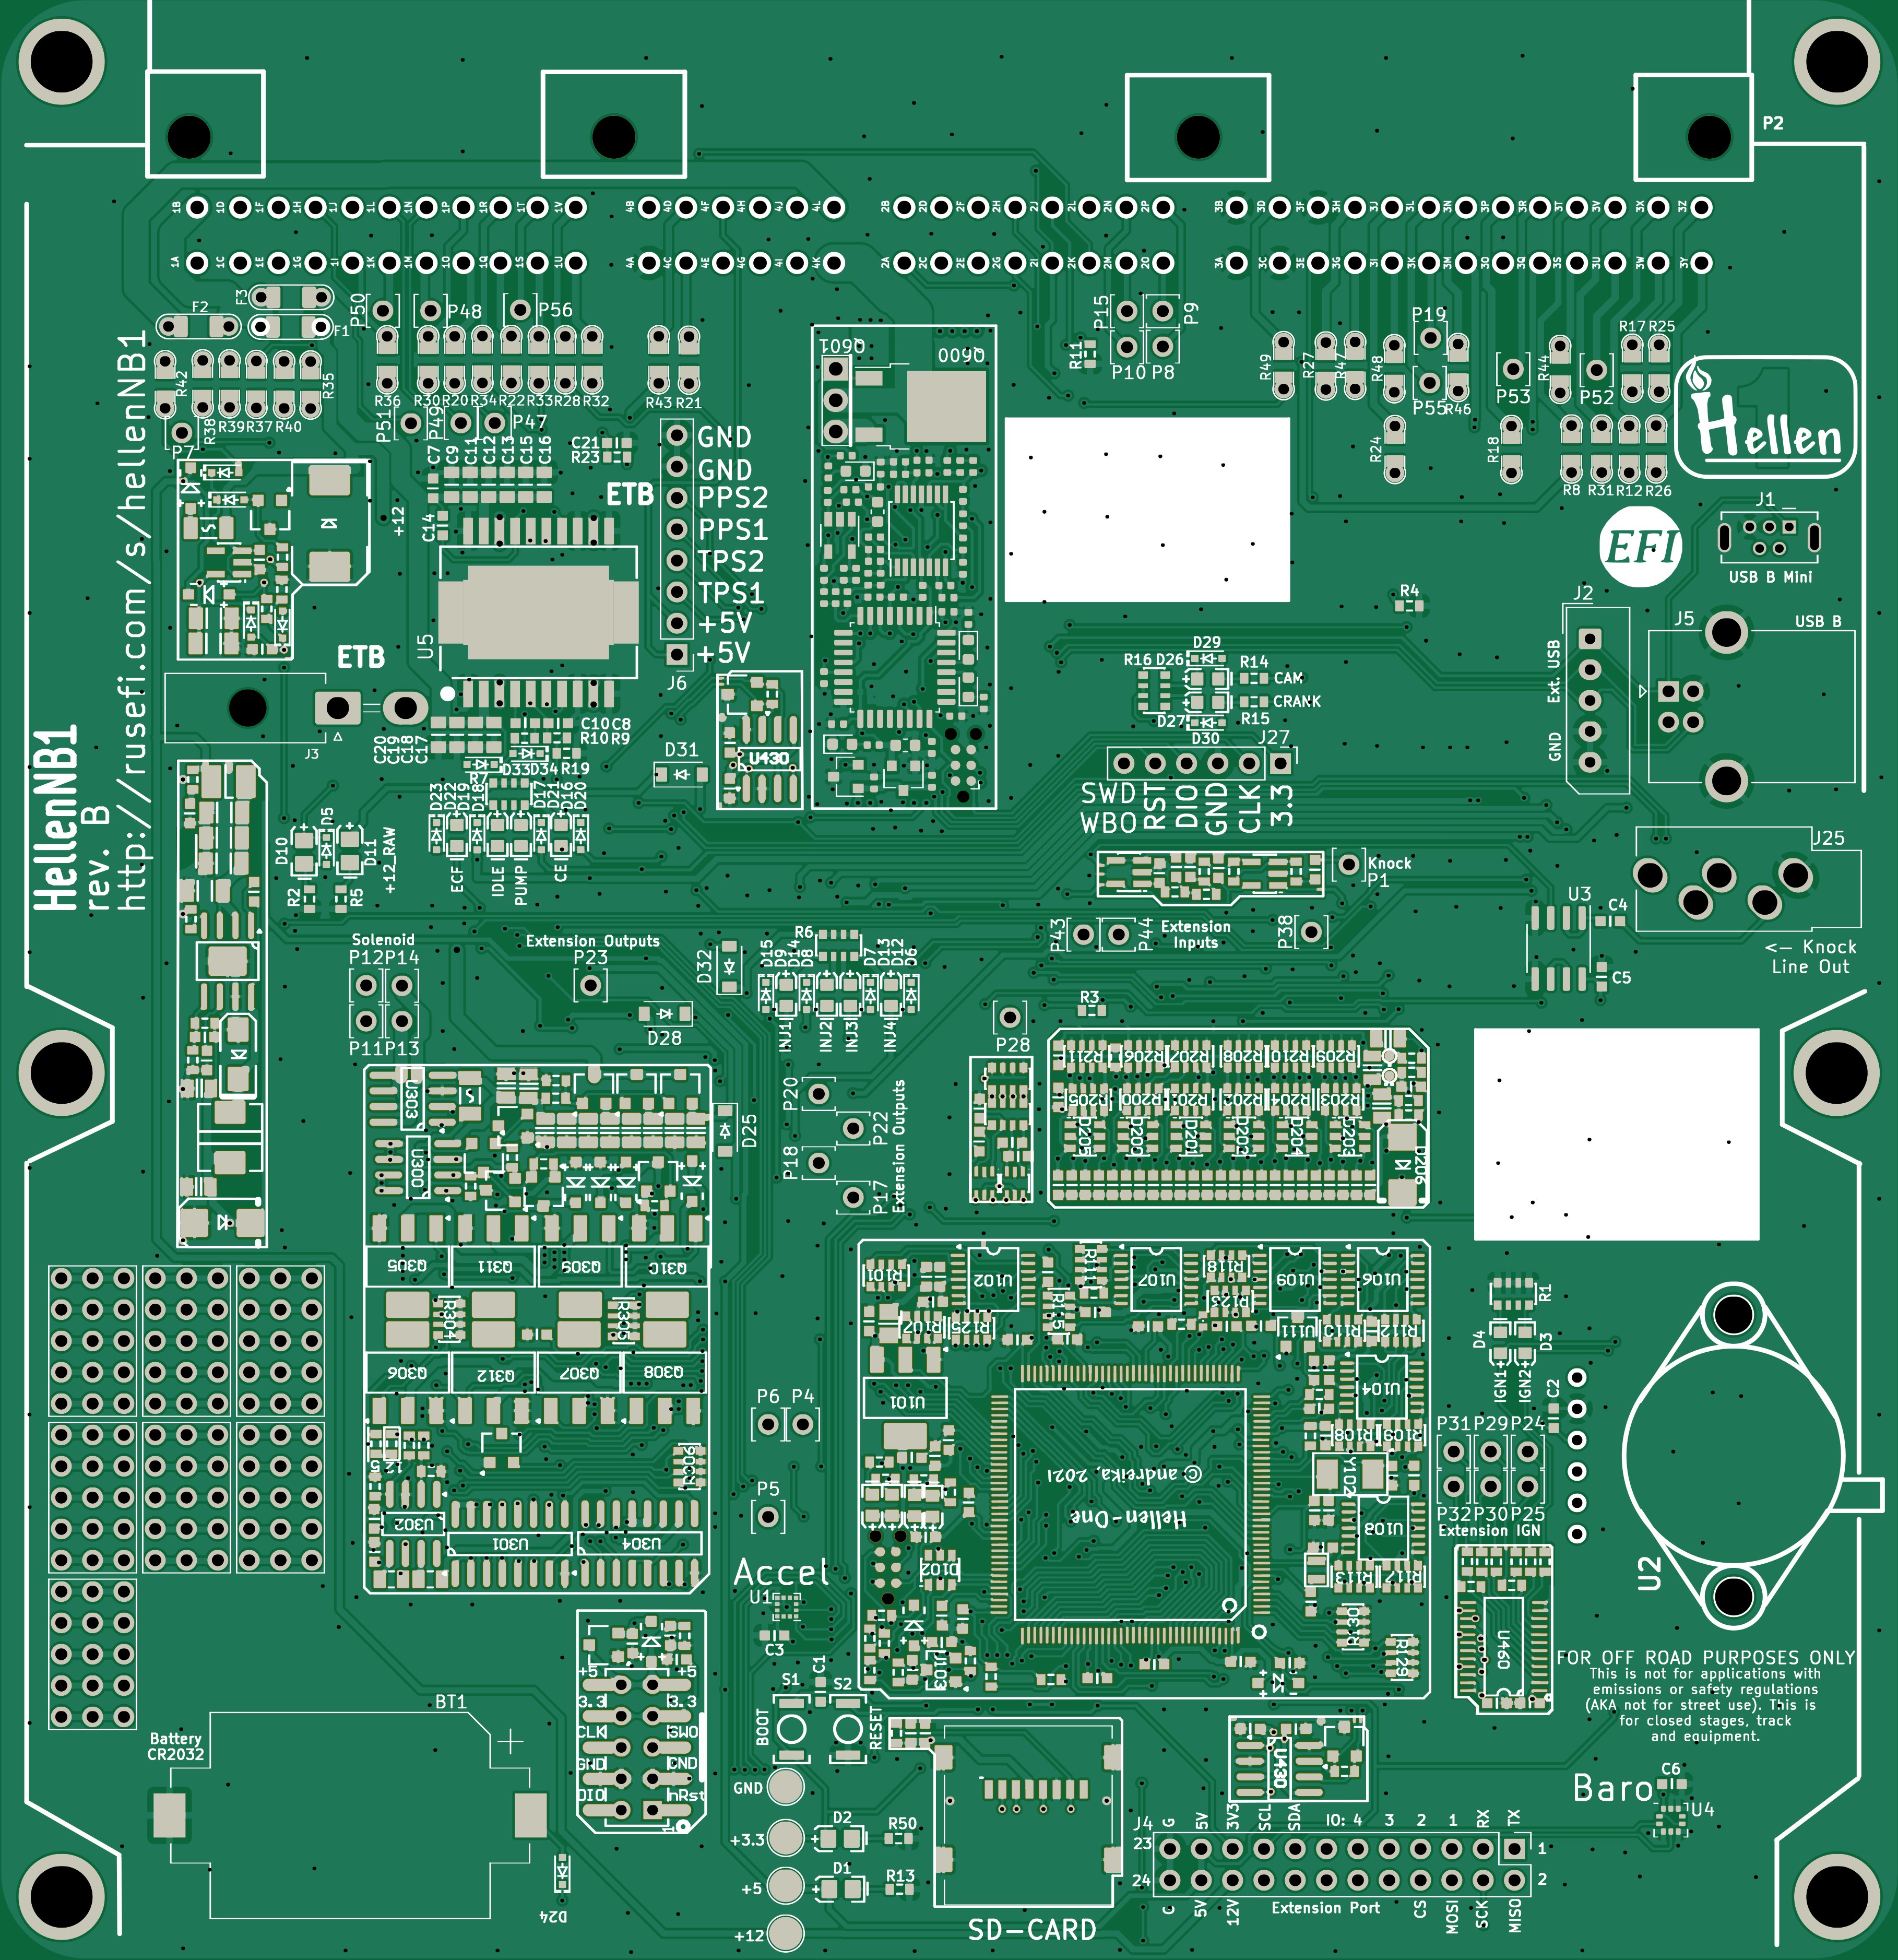 P2
1B 1D 1F 1H 1J 1L 1N 1P 1R 1T 1V
4B 4D 4F 4H 4J 4L
2B 2D 2F 2H 2J 2L 2N 2P
3B 3D 3F 3H 3J 3L 3N 3P 3R 3T 3V 3X 3Z
1A 1C 1E 1G 1I 1K 1M 1O 1Q 1S 1U
4A 4C 4E 4G 4I 4K
2A 2C 2E 2G 2I 2K 2M 2O
3A 3C 3E 3G 3I 3K 3M 3O 3Q 3S 3U 3W 3Y
F3
F2
F1
P50
P48
P56
P15
P9
P19
R17 R25
R42
R35
R11
P10 P8
R49
R27
R47
R48
R44
R36
R30 R20 R34 R22 R33 R28 R32
R43 R21
P55
R46
P53
P52
R38
R39 R37 R40
P7
P51
P49
P47
Q601
Q600
Hellen
1
C7 C9 C11 C12 C13 C15 C16
C21
R23
R24
R18
R8 R31 R12 R26
GND
GND
PPS2
PPS1
TPS2
TPS1
+5V
+5V
J6
ETB
+12
C14
U5
ETB
J3
J1
EFI
USB B Mini
J2
R4
J5
USB B
Ext. USB
GND
D29
R16 D26
R14
CAM
CRANK
R15
D27
D30
J27
SWD
WBO
RST
DIO
GND
CLK
3.3
HellenNB1
rev. B
http://rusefi.com/s/hellenNB1
C20 C19 C18 C17
C10 C8
R10 R9
R7
D33 D34
R19
D31
U430
D23 D22 D19 D18
D17 D21 D16 D20
ECF
IDLE
PUMP
CE
D10
D5
D11
R2
R5
+12_RAW
Knock
P1
J25
U3
C4
C5
<— Knock
Line Out
P43
P44
Extension
Inputs
P38
Solenoid
P12 P14
P11 P13
Extension Outputs
P23
D28
D32
R6
D15 D9 D14 D8
D7 D13 D12 D6
INJ1
INJ2
INJ3
INJ4
R3
P28
R211 R206 R207 R208 R210 R209
R205 R200 R201 R202 R204 R203
D205 D200 D201 D202 D204 D203
U206
P20
P22
P18
P17
Extension Outputs
D25
U303
U300
Q305 Q311 Q309 Q310
R304
R305
Q306 Q312 Q307 Q308
U302
U301
U304
R101
U102
R111
U107
R118
U109
U106
R107
R125
R115
R123
U111
R110
R112
U101
U104
R108
R109
Y102
© andreika, 2021
Hellen-One
D102
U108
R113
R117
R130
R129
U103
R1
D4
D3
IGN1
IGN2
C2
P31 P29 P24
P32 P30 P25
Extension IGN
U2
U460
P6 P4
P5
Accel
U1
C3
C1
S1
S2
BOOT
RESET
FOR OFF ROAD PURPOSES ONLY
This is not for applications with
emissions or safety regulations
(AKA not for street use). This is
for closed stages, track
and equipment.
+5
+5
3.3
3.3
CLK
SWO
GND
GND
DIO
nRst
1
BT1
Battery
CR2032
D24
GND
+3.3
D2
R50
+5
D1
R13
+12
SD-CARD
U430
Baro
C6
U4
J4
G 5V 3V3 SCL SDA IO: 4 3 2 1 RX TX
23
1
24
2
G 5V 12V
Extension Port
CS MOSI SCK MISO